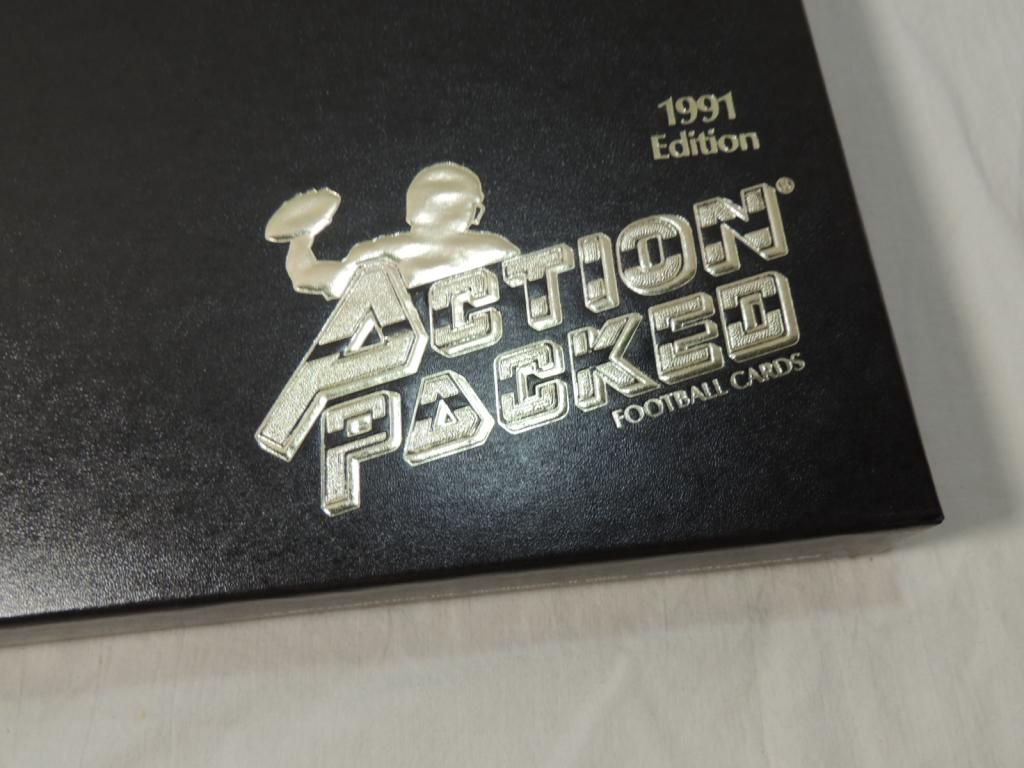 1991
Edition
ACTION®
PACKED
FOOTBALL CARDS